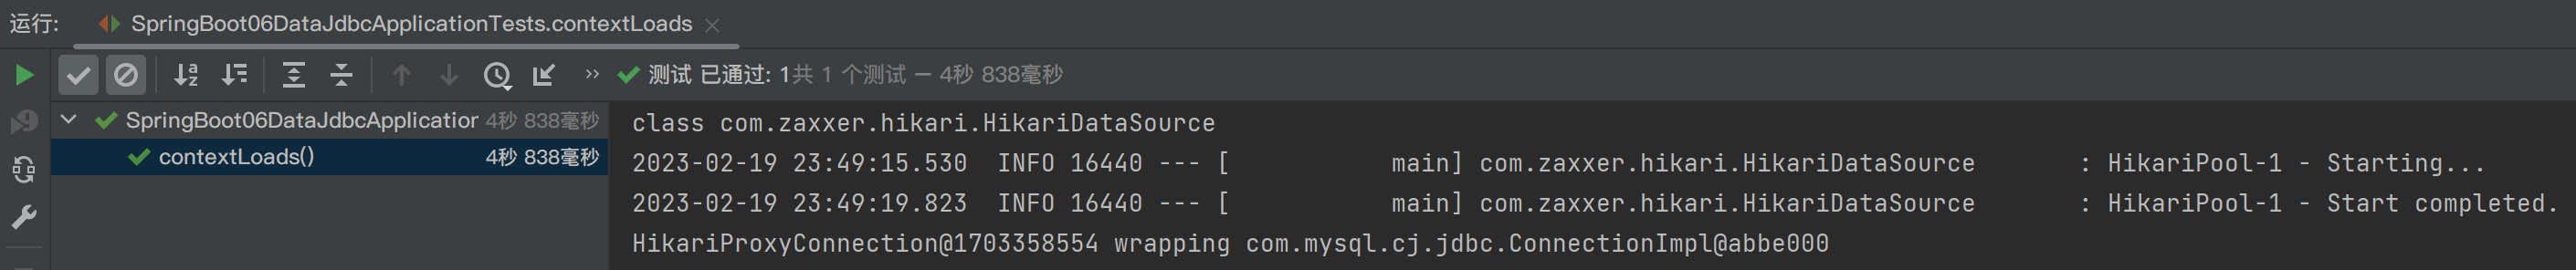 运行: SpringBoot06DataJdbcApplicationTests.contextLoads
测试 已通过: 1共 1 个测试 – 4秒 838毫秒
SpringBoot06DataJdbcApplication 4秒 838毫秒
contextLoads() 4秒 838毫秒
class com.zaxxer.hikari.HikariDataSource
2023-02-19 23:49:15.530  INFO 16440 --- [           main] com.zaxxer.hikari.HikariDataSource       : HikariPool-1 - Starting...
2023-02-19 23:49:19.823  INFO 16440 --- [           main] com.zaxxer.hikari.HikariDataSource       : HikariPool-1 - Start completed.
HikariProxyConnection@1703358554 wrapping com.mysql.cj.jdbc.ConnectionImpl@abbe000